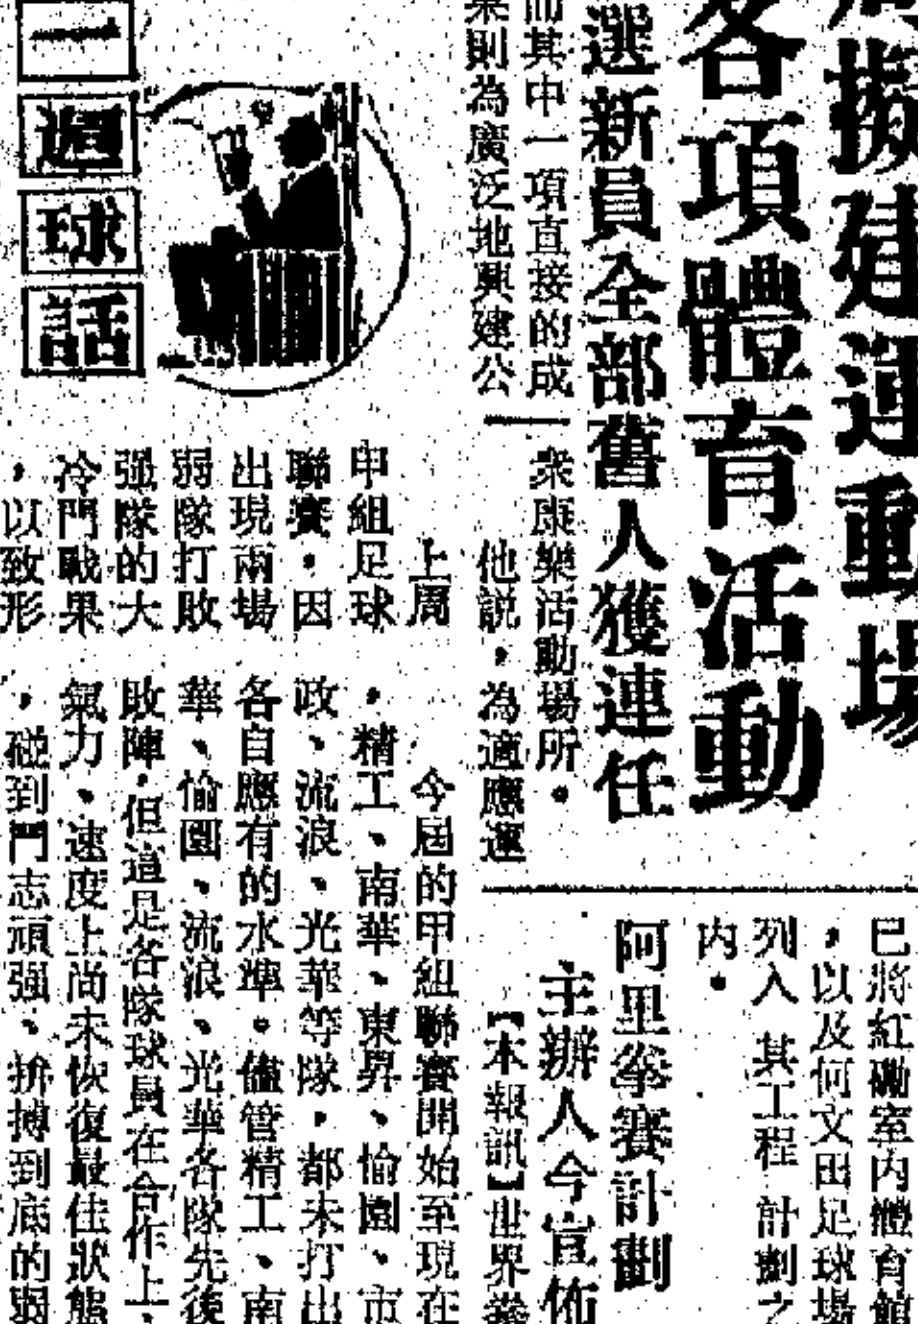 擬建運動場
各項體育活動
選新員全部舊人獲連任
而其中一項直接的成
果則為廣泛地興建公
衆康樂活動場所。
他説,為適應運
已將紅磡室内體育館
,以及何文田足球場
列入其工程計劃之
内。
阿里拳賽計劃
主辦人今宣佈
【本報訊】世界拳
一週球話
上周
甲組足球
聯賽,因
出現兩場
弱隊打敗
强隊的大
冷門戰果
,以致形
今屆的甲組聯賽開始至現在
,精工、南華、東昇、愉園、市
政、流浪、光華等隊,都未打出
各自應有的水準。儘管精工、南
華、愉園、流浪、光華各隊先後
敗陣,但這是各隊球員在合作上、
氣力、速度上尚未恢復最佳狀態
,碰到鬥志頑强、拚搏到底的弱